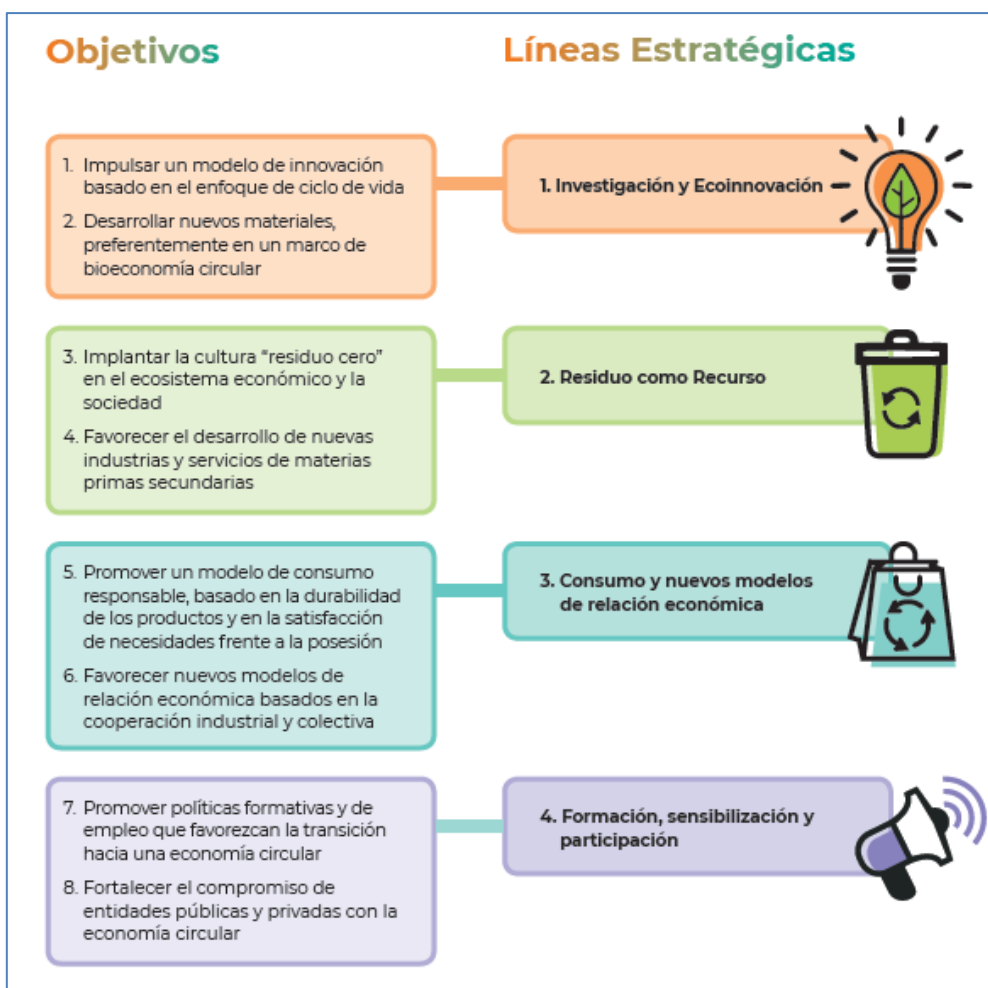 Objetivos
Líneas Estratégicas
1. Impulsar un modelo de innovación
basado en el enfoque de ciclo de vida
2. Desarrollar nuevos materiales,
preferentemente en un marco de
bioeconomía circular
1. Investigación y Ecoinnovación
3. Implantar la cultura “residuo cero”
en el ecosistema económico y la
sociedad
4. Favorecer el desarrollo de nuevas
industrias y servicios de materias
primas secundarias
2. Residuo como Recurso
5. Promover un modelo de consumo
responsable, basado en la durabilidad
de los productos y en la satisfacción
de necesidades frente a la posesión
6. Favorecer nuevos modelos de
relación económica basados en la
cooperación industrial y colectiva
3. Consumo y nuevos modelos
de relación económica
7. Promover políticas formativas y de
empleo que favorezcan la transición
hacia una economía circular
8. Fortalecer el compromiso de
entidades públicas y privadas con la
economía circular
4. Formación, sensibilización y
participación